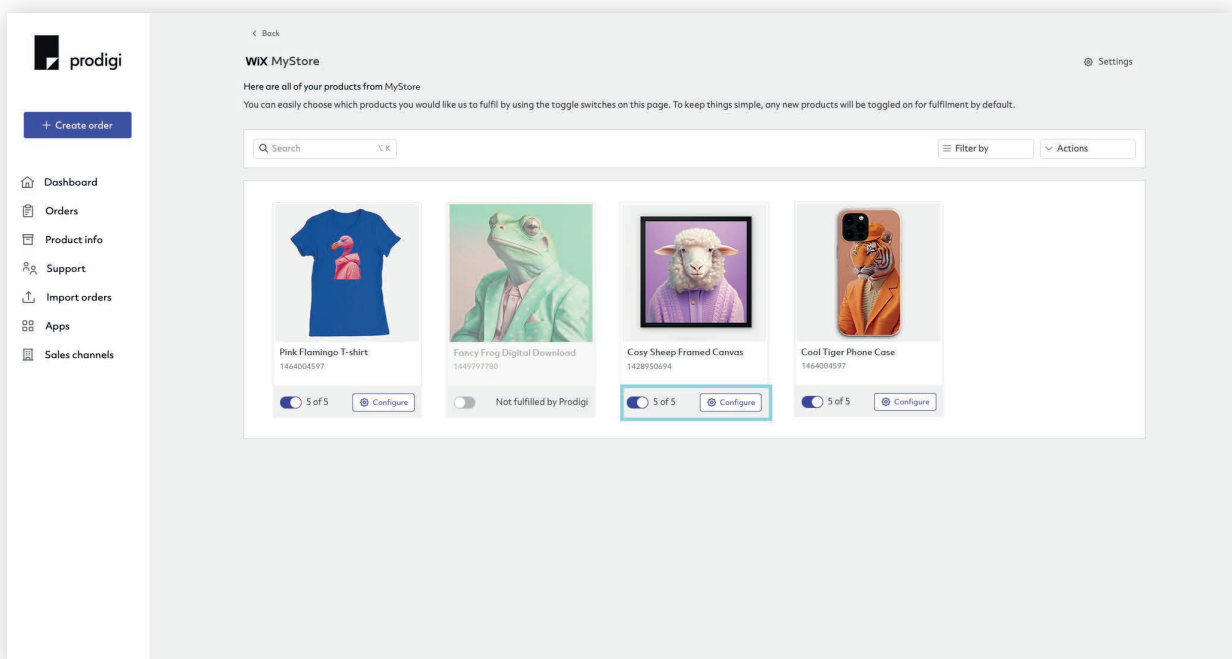 prodigi
+ Create order
Dashboard
Orders
Product info
Support
Import orders
Apps
Sales channels
Back
WiX MyStore
Settings
Here are all of your products from MyStore
You can easily choose which products you would like us to fulfil by using the toggle switches on this page. To keep things simple, any new products will be toggled on for fulfilment by default.
Search ⌥ K
Filter by
Actions
Pink Flamingo T-shirt
1464004597
5 of 5
Configure
Fancy Frog Digital Download
1449797780
Not fulfilled by Prodigi
Cosy Sheep Framed Canvas
1428950694
5 of 5
Configure
Cool Tiger Phone Case
1464004597
5 of 5
Configure